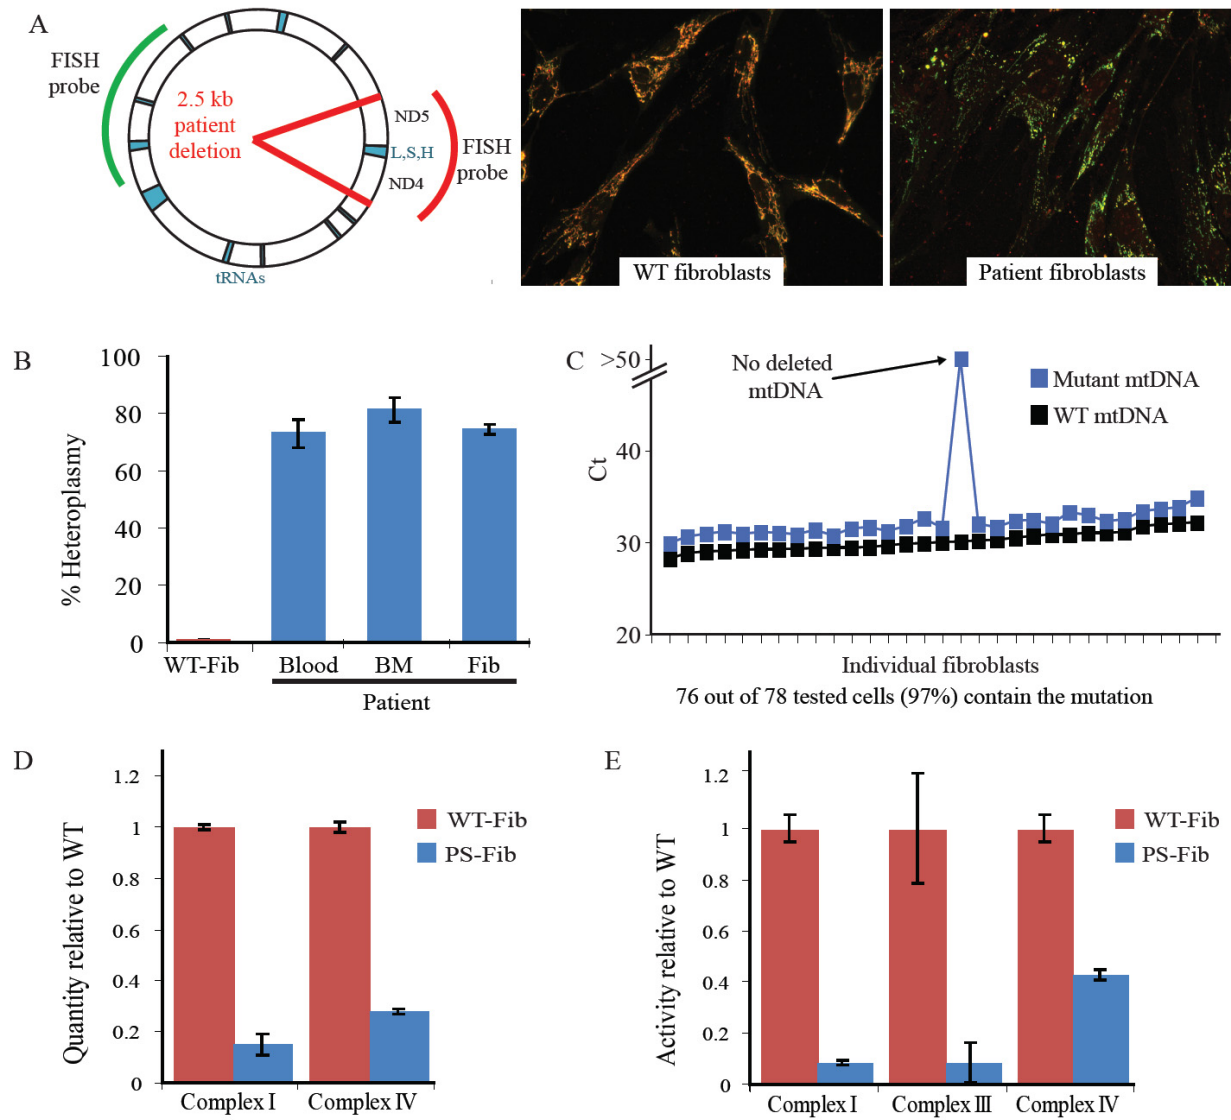 A
FISH
probe
2.5 kb
patient
deletion
ND5
L,S,H
ND4
FISH
probe
tRNAs
WT fibroblasts
Patient fibroblasts
B
% Heteroplasmy
100
80
60
40
20
0
WT-Fib
Blood
BM
Fib
Patient
C
>50
40
30
20
Ct
No deleted
mtDNA
Mutant mtDNA
WT mtDNA
Individual fibroblasts
76 out of 78 tested cells (97%) contain the mutation
D
Quantity relative to WT
1.2
1
0.8
0.6
0.4
0.2
0
WT-Fib
PS-Fib
Complex I
Complex IV
E
Activity relative to WT
1.2
1
0.8
0.6
0.4
0.2
0
WT-Fib
PS-Fib
Complex I
Complex III
Complex IV